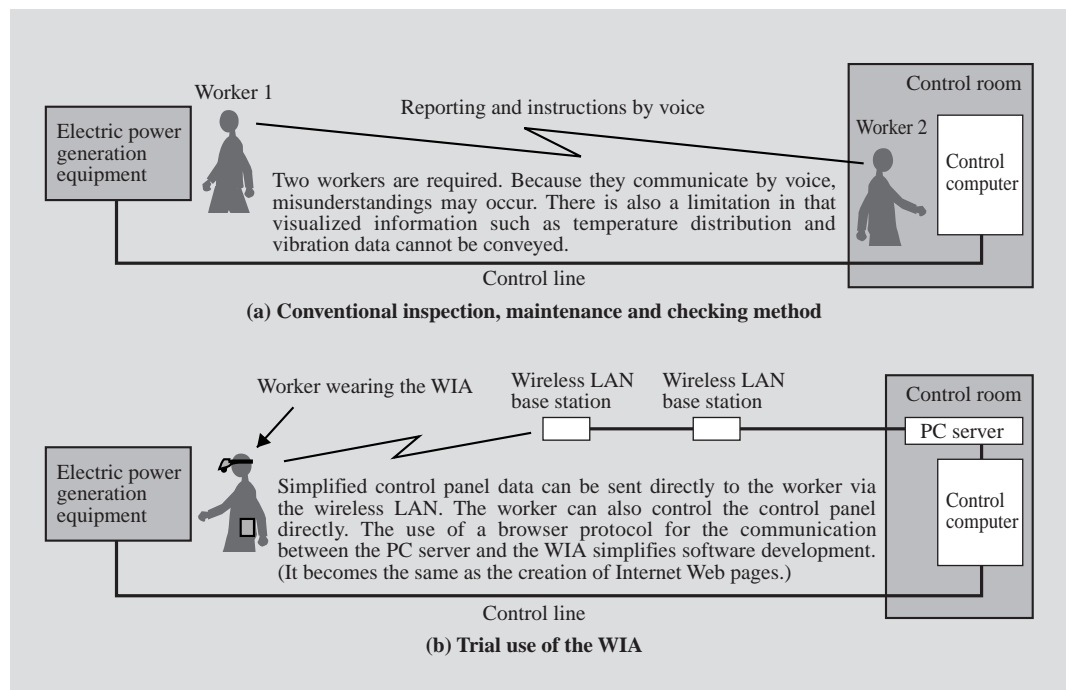 Worker 1
Reporting and instructions by voice
Control room
Electric power
generation
equipment
Worker 2
Control
computer
Two workers are required. Because they communicate by voice,
misunderstandings may occur. There is also a limitation in that
visualized information such as temperature distribution and
vibration data cannot be conveyed.
Control line
(a) Conventional inspection, maintenance and checking method
Worker wearing the WIA
Wireless LAN
base station
Wireless LAN
base station
Control room
PC server
Electric power
generation
equipment
Control
computer
Simplified control panel data can be sent directly to the worker via
the wireless LAN. The worker can also control the control panel
directly. The use of a browser protocol for the communication
between the PC server and the WIA simplifies software development.
(It becomes the same as the creation of Internet Web pages.)
Control line
(b) Trial use of the WIA